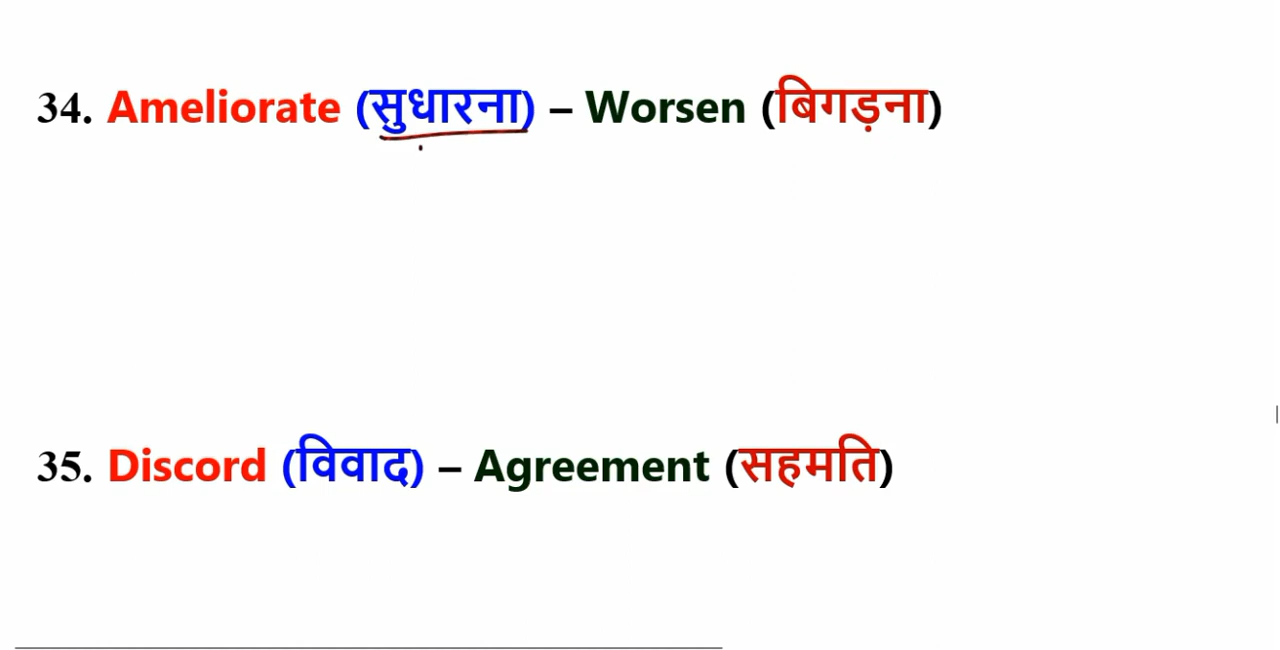 34. Ameliorate (सुधारना) – Worsen (बिगड़ना)
35. Discord (विवाद) – Agreement (सहमति)